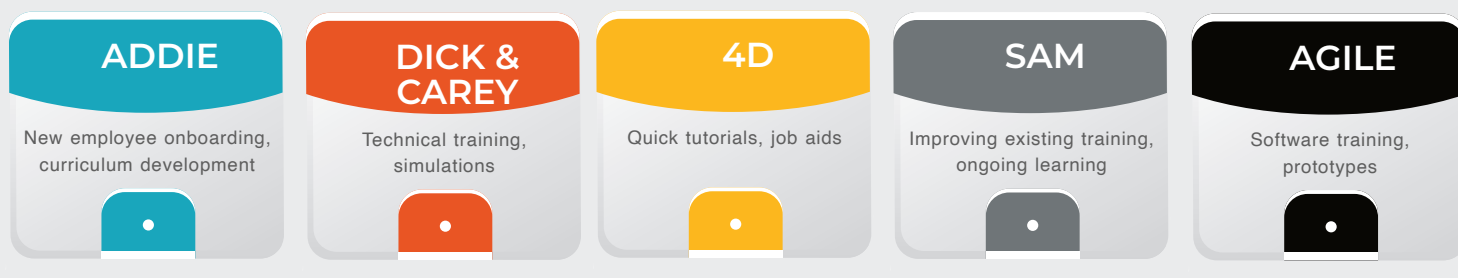 ADDIE
New employee onboarding,
curriculum development
DICK &
CAREY
Technical training,
simulations
4D
Quick tutorials, job aids
SAM
Improving existing training,
ongoing learning
AGILE
Software training,
prototypes